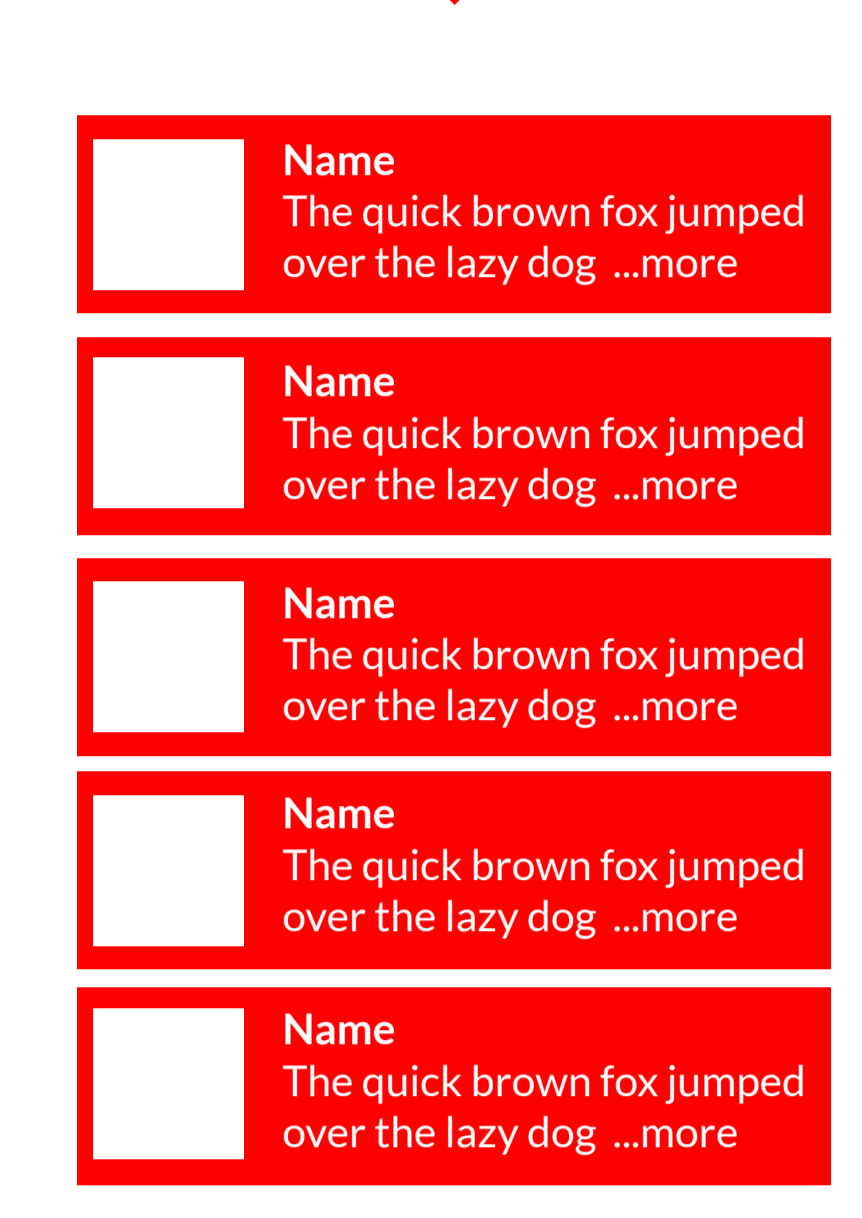 Name
The quick brown fox jumped
over the lazy dog  ...more
Name
The quick brown fox jumped
over the lazy dog  ...more
Name
The quick brown fox jumped
over the lazy dog  ...more
Name
The quick brown fox jumped
over the lazy dog  ...more
Name
The quick brown fox jumped
over the lazy dog  ...more